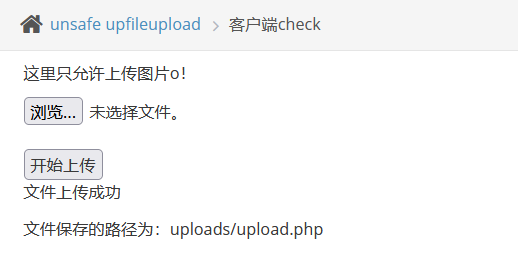 unsafe upfileupload > 客户端check
这里只允许上传图片o!
浏览... 未选择文件。
开始上传
文件上传成功
文件保存的路径为：uploads/upload.php